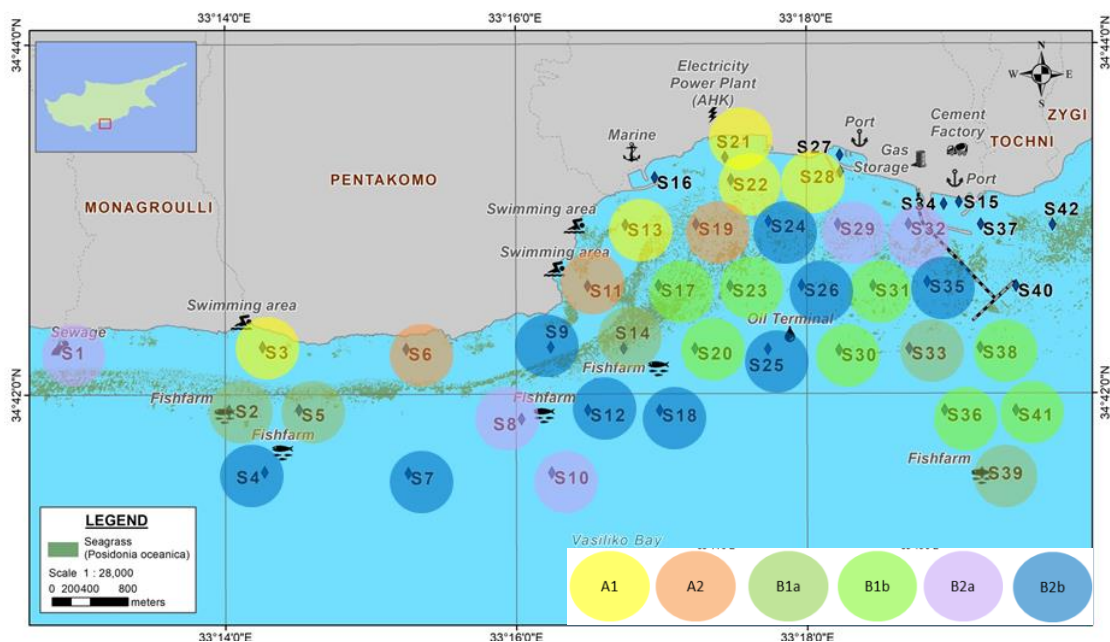 33°14'0"E 33°16'0"E 33°18'0"E
34°44'0"N 34°44'0"N
N
W E
S
Electricity
Power Plant
(AHK)
Marine
Port
Cement
Factory
ZYGI
TOCHNI
Gas
Storage
Port
S21
S27
S16
S22
S28
S34
S15
PENTAKOMO
MONAGROULLI
Swimming area
S13
S19
S24
S29
S32
S37
S42
Swimming area
S11
S17
S23
S26
S31
S35
S40
Swimming area
Sewage
S1
S3
S6
S9
S14
Oil Terminal
S20
S25
S30
S33
S38
Fishfarm
34°42'0"N 34°42'0"N
Fishfarm
S2
S5
Fishfarm
S8
S12
S18
S36
S41
Fishfarm
S4
S7
S10
Fishfarm
S39
LEGEND
Seagrass
(Posidonia oceanica)
Scale 1 : 28,000
0 200400 800
meters
Vasiliko Bay
A1 A2 B1a B1b B2a B2b
33°14'0"E 33°16'0"E 33°18'0"E